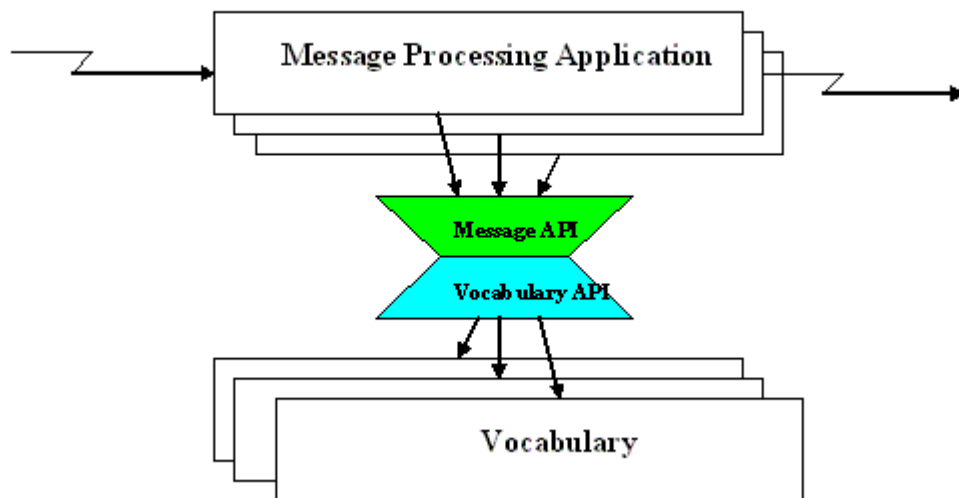 Message Processing Application
Message API
Vocabulary API
Vocabulary